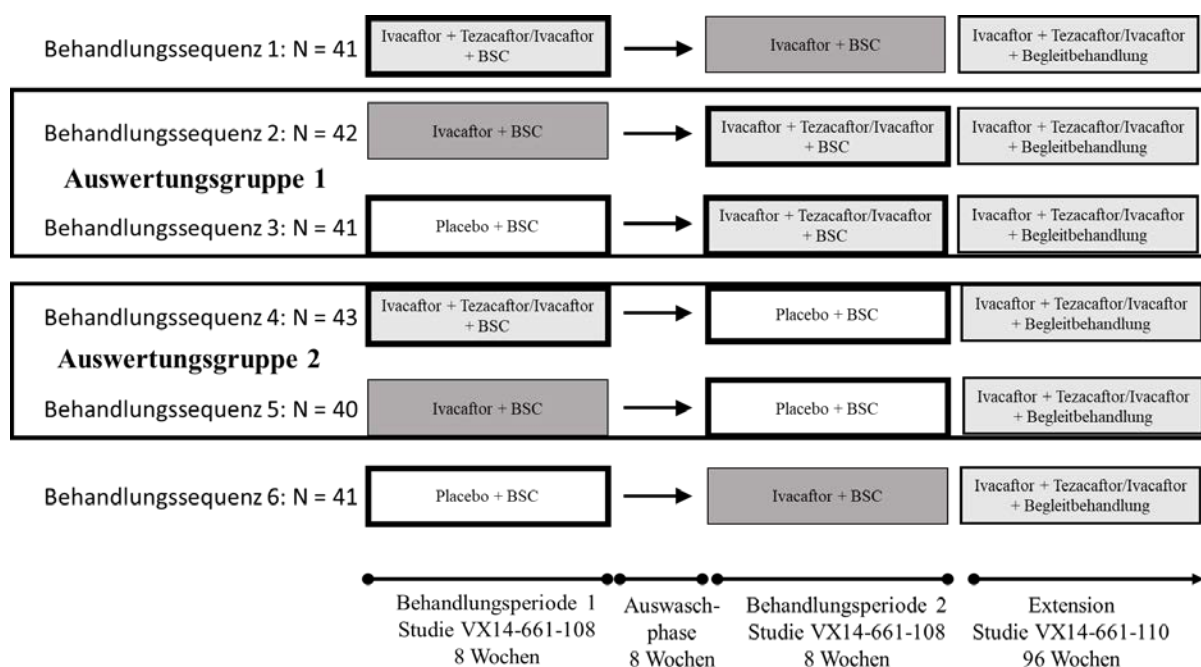 Behandlungssequenz 1: N = 41
Ivacaftor + Tezacaftor/Ivacaftor
+ BSC
Ivacaftor + BSC
Ivacaftor + Tezacaftor/Ivacaftor
+ Begleitbehandlung
Behandlungssequenz 2: N = 42
Ivacaftor + BSC
Ivacaftor + Tezacaftor/Ivacaftor
+ BSC
Ivacaftor + Tezacaftor/Ivacaftor
+ Begleitbehandlung
Auswertungsgruppe 1
Behandlungssequenz 3: N = 41
Placebo + BSC
Ivacaftor + Tezacaftor/Ivacaftor
+ BSC
Ivacaftor + Tezacaftor/Ivacaftor
+ Begleitbehandlung
Behandlungssequenz 4: N = 43
Ivacaftor + Tezacaftor/Ivacaftor
+ BSC
Placebo + BSC
Ivacaftor + Tezacaftor/Ivacaftor
+ Begleitbehandlung
Auswertungsgruppe 2
Behandlungssequenz 5: N = 40
Ivacaftor + BSC
Placebo + BSC
Ivacaftor + Tezacaftor/Ivacaftor
+ Begleitbehandlung
Behandlungssequenz 6: N = 41
Placebo + BSC
Ivacaftor + BSC
Ivacaftor + Tezacaftor/Ivacaftor
+ Begleitbehandlung
Behandlungsperiode 1
Studie VX14-661-108
8 Wochen
Auswasch-
phase
8 Wochen
Behandlungsperiode 2
Studie VX14-661-108
8 Wochen
Extension
Studie VX14-661-110
96 Wochen